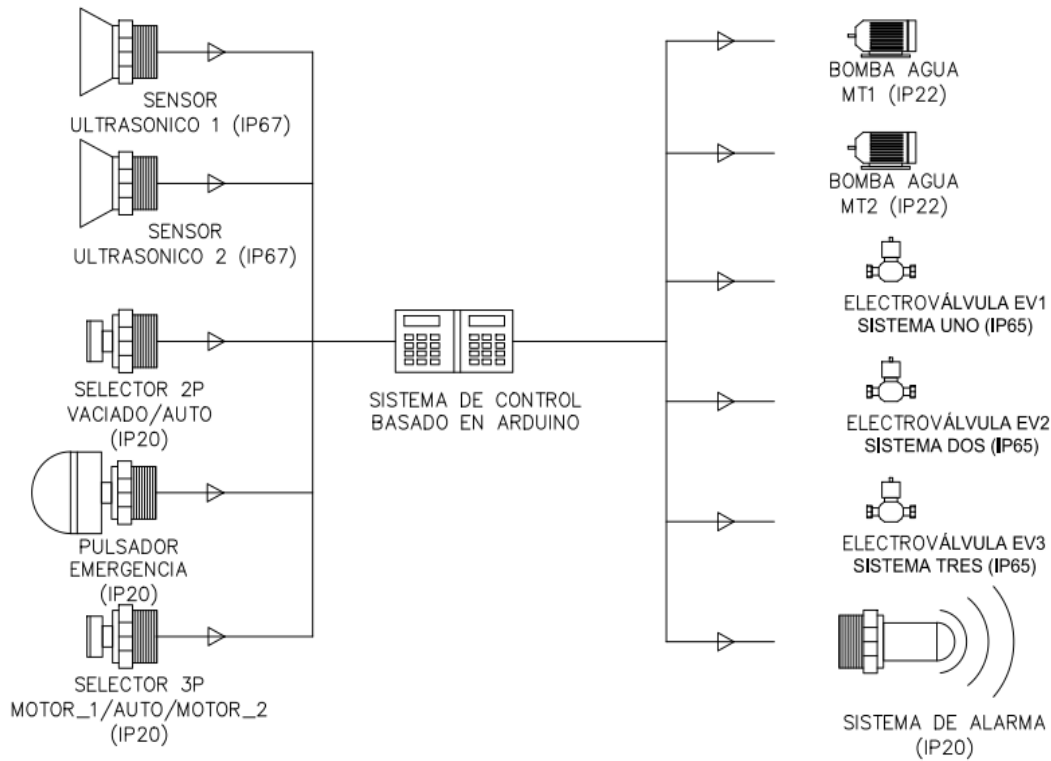 SENSOR
ULTRASONICO 1 (IP67)
SENSOR
ULTRASONICO 2 (IP67)
SELECTOR 2P
VACIADO/AUTO
(IP20)
PULSADOR
EMERGENCIA
(IP20)
SELECTOR 3P
MOTOR_1/AUTO/MOTOR_2
(IP20)
SISTEMA DE CONTROL
BASADO EN ARDUINO
BOMBA AGUA
MT1 (IP22)
BOMBA AGUA
MT2 (IP22)
ELECTROVÁLVULA EV1
SISTEMA UNO (IP65)
ELECTROVÁLVULA EV2
SISTEMA DOS (IP65)
ELECTROVÁLVULA EV3
SISTEMA TRES (IP65)
SISTEMA DE ALARMA
(IP20)